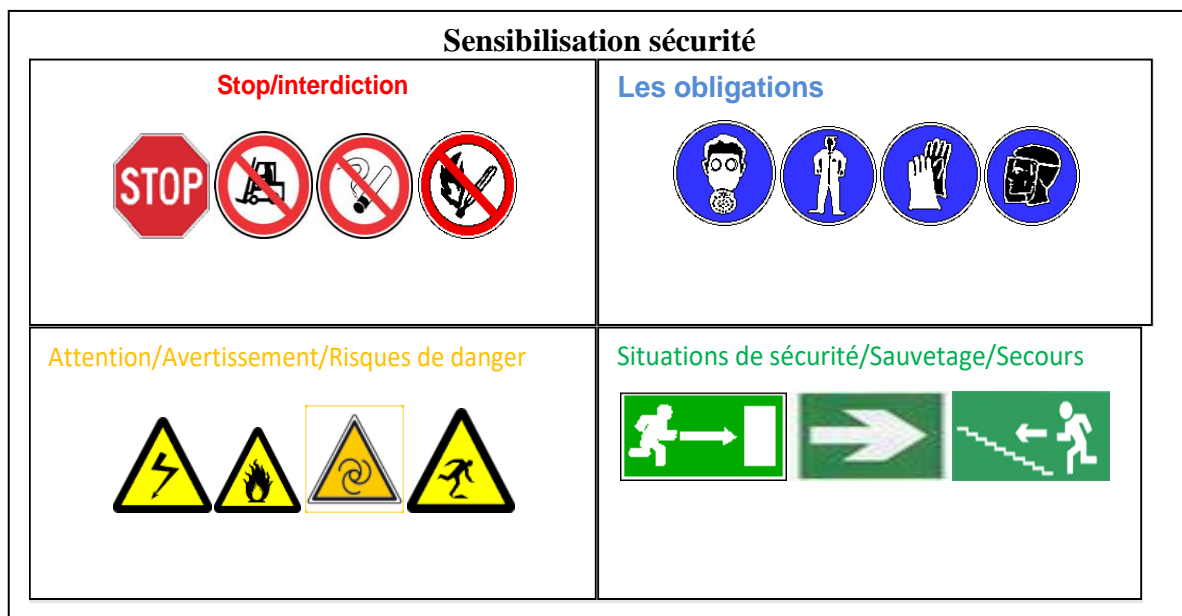 Sensibilisation sécurité
Stop/interdiction
STOP
Les obligations
Attention/Avertissement/Risques de danger
Situations de sécurité/Sauvetage/Secours